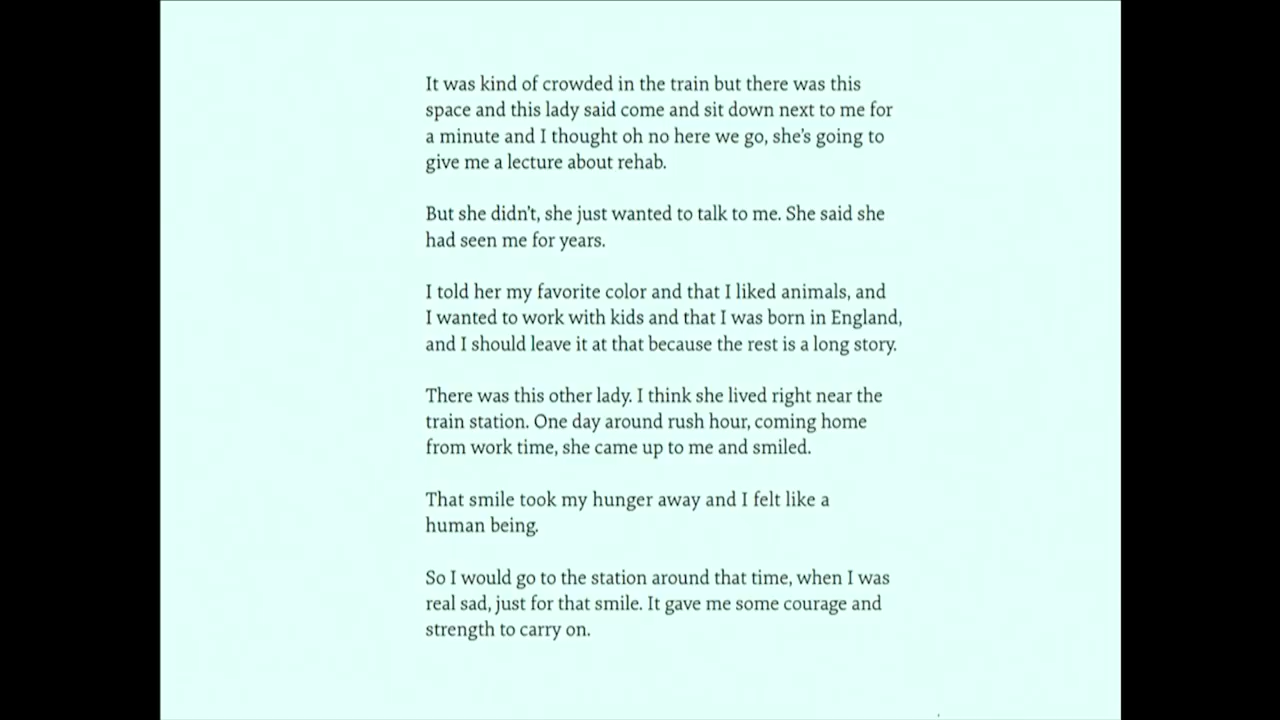 It was kind of crowded in the train but there was this
space and this lady said come and sit down next to me for
a minute and I thought oh no here we go, she's going to
give me a lecture about rehab.
But she didn't, she just wanted to talk to me. She said she
had seen me for years.
I told her my favorite color and that I liked animals, and
I wanted to work with kids and that I was born in England,
and I should leave it at that because the rest is a long story.
There was this other lady. I think she lived right near the
train station. One day around rush hour, coming home
from work time, she came up to me and smiled.
That smile took my hunger away and I felt like a
human being.
So I would go to the station around that time, when I was
real sad, just for that smile. It gave me some courage and
strength to carry on.